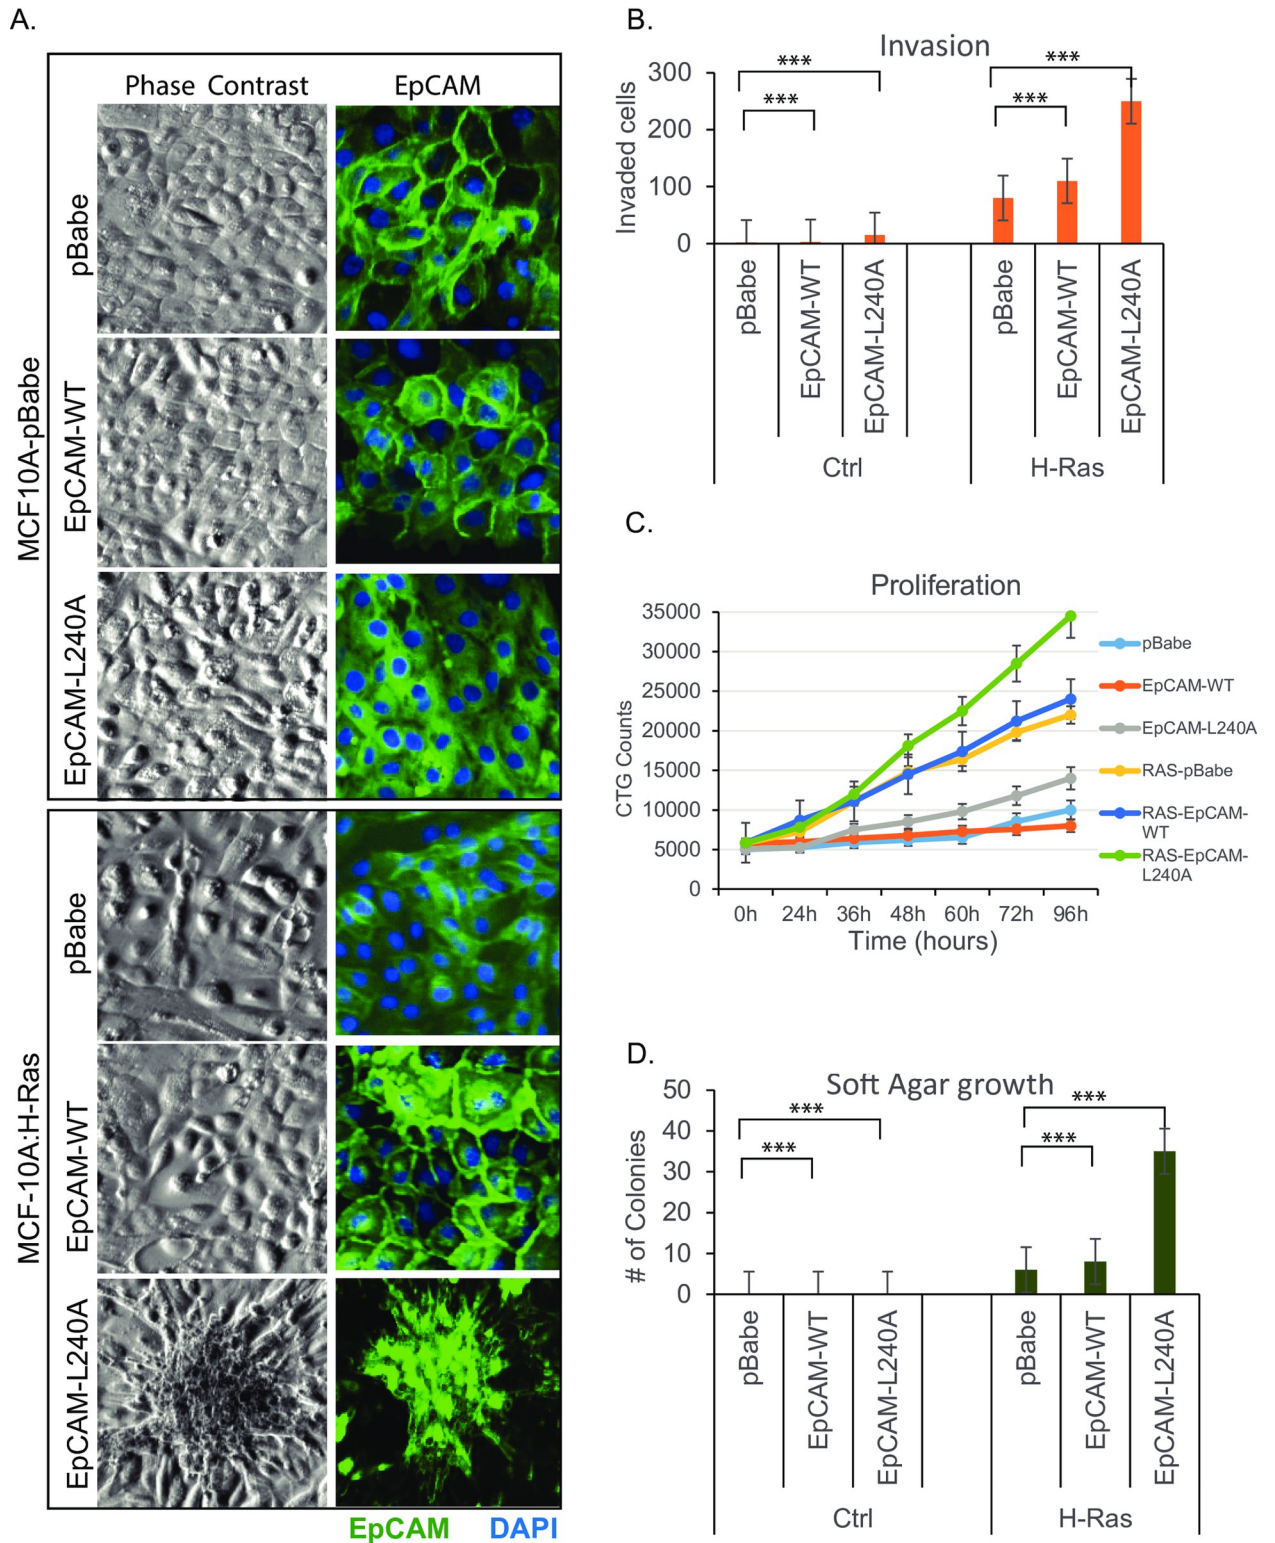 A.
Phase Contrast
EpCAM
MCF10A-pBabe
pBabe
EpCAM-WT
EpCAM-L240A
MCF-10A:H-Ras
pBabe
EpCAM-WT
EpCAM-L240A
EpCAM DAPI
B.
Invasion
Invaded cells
300
200
100
0
***
***
***
***
pBabe
EpCAM-WT
EpCAM-L240A
pBabe
EpCAM-WT
EpCAM-L240A
Ctrl
H-Ras
C.
Proliferation
CTG Counts
35000
30000
25000
20000
15000
10000
5000
0
0h 24h 36h 48h 60h 72h 96h
Time (hours)
pBabe
EpCAM-WT
EpCAM-L240A
RAS-pBabe
RAS-EpCAM-
WT
RAS-EpCAM-
L240A
D.
Soft Agar growth
# of Colonies
50
40
30
20
10
0
***
***
***
***
pBabe
EpCAM-WT
EpCAM-L240A
pBabe
EpCAM-WT
EpCAM-L240A
Ctrl
H-Ras